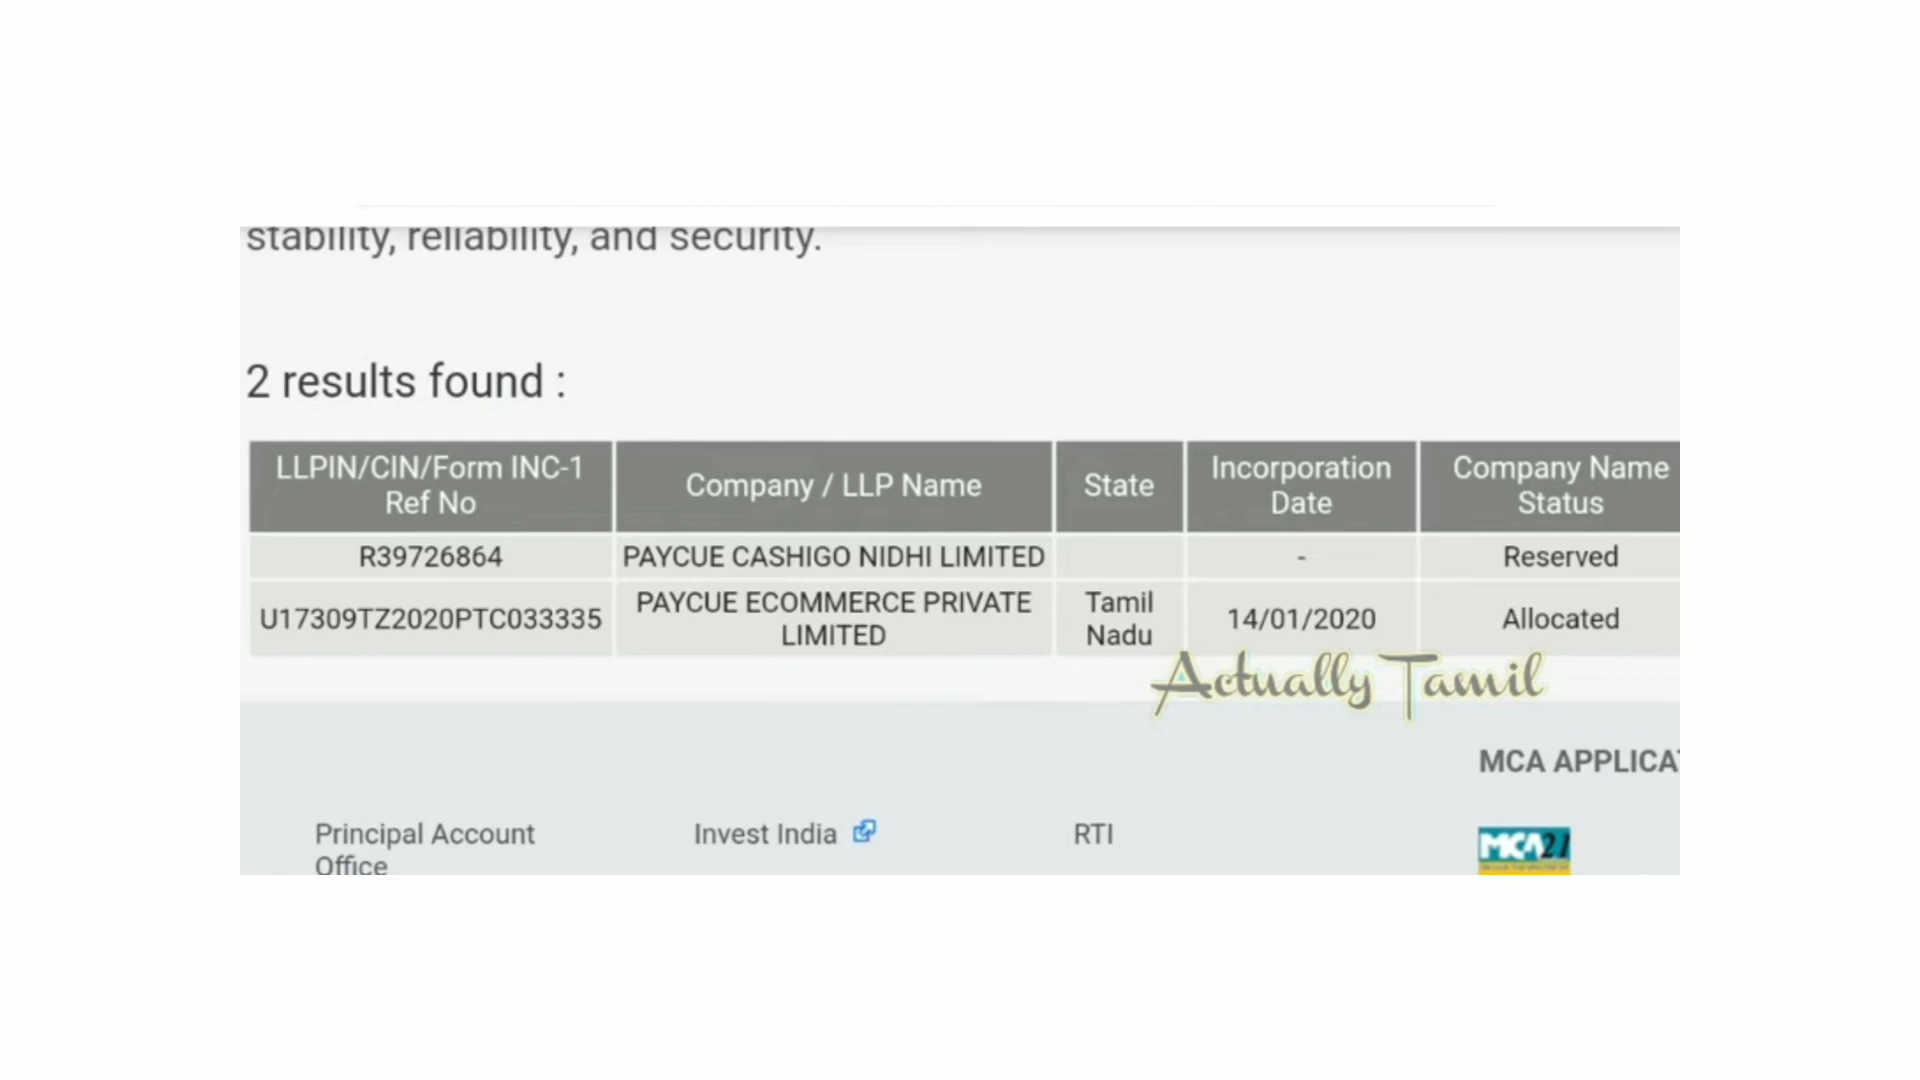 stability, reliability, and security.
2 results found :
LLPIN/CIN/Form INC-1 Ref No
Company / LLP Name
State
Incorporation Date
Company Name Status
R39726864
PAYCUE CASHIGO NIDHI LIMITED
-
Reserved
U17309TZ2020PTC033335
PAYCUE ECOMMERCE PRIVATE LIMITED
Tamil Nadu
14/01/2020
Allocated
Actually Tamil
MCA APPLICA
Principal Account Office
Invest India
RTI
MCA21